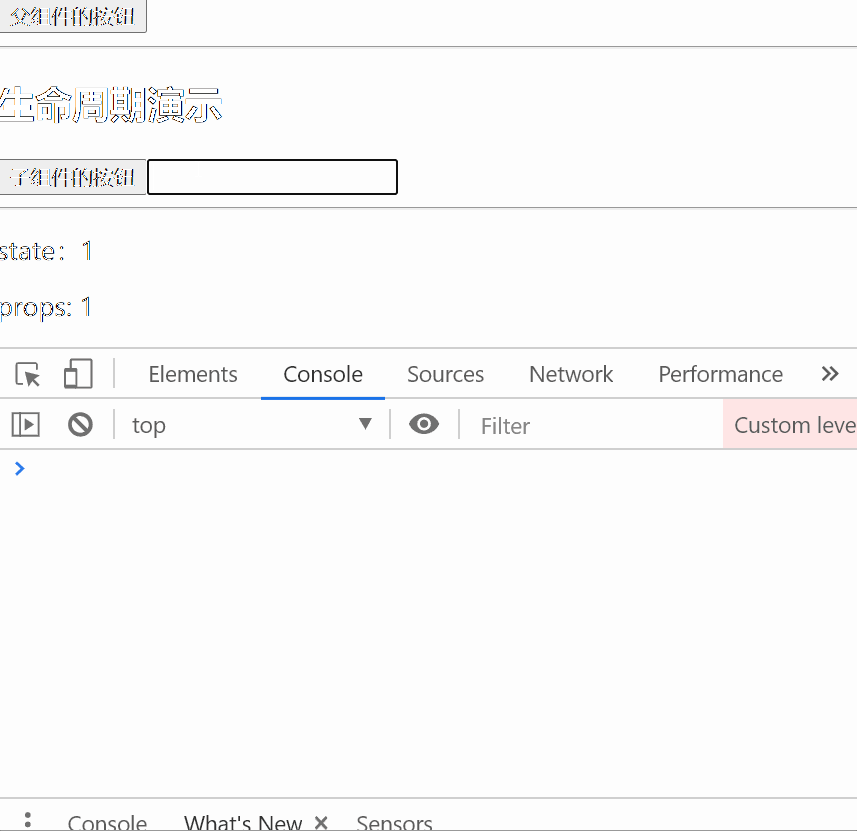 父组件的按钮
生命周期演示
子组件的按钮
state：1
props: 1
Elements Console Sources Network Performance
top Filter Custom leve
Console What's New Sensors